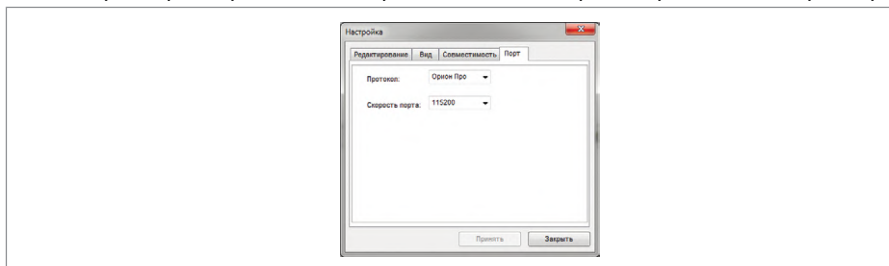 Настройка
Редактирование Вид Совместимость Порт
Протокол: Орион Про
Скорость порта: 115200
Принять Закрыть